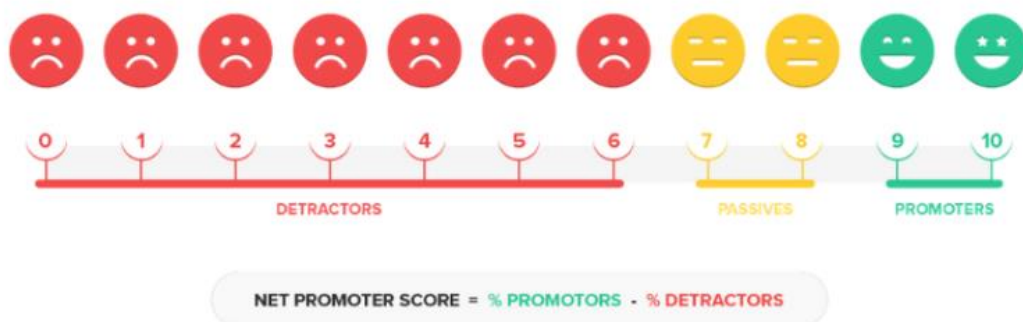 0 1 2 3 4 5 6 7 8 9 10
DETRACTORS PASSIVES PROMOTERS
NET PROMOTER SCORE = % PROMOTORS - % DETRACTORS